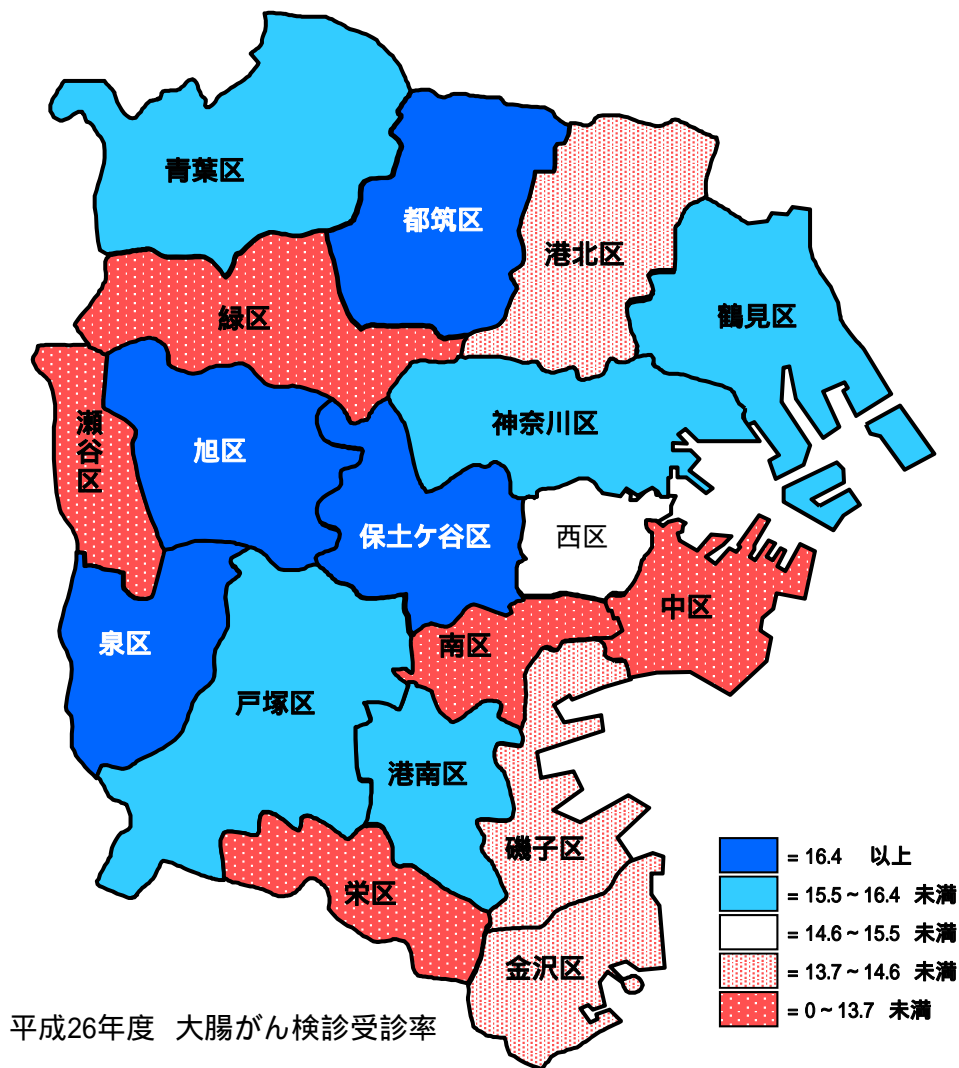 青葉区
都筑区
港北区
鶴見区
緑区
瀬谷区
旭区
神奈川区
保土ケ谷区
西区
中区
泉区
南区
戸塚区
港南区
磯子区
栄区
金沢区
= 16.4 以上
= 15.5 ~ 16.4 未満
= 14.6 ~ 15.5 未満
= 13.7 ~ 14.6 未満
= 0 ~ 13.7 未満
平成26年度 大腸がん検診受診率